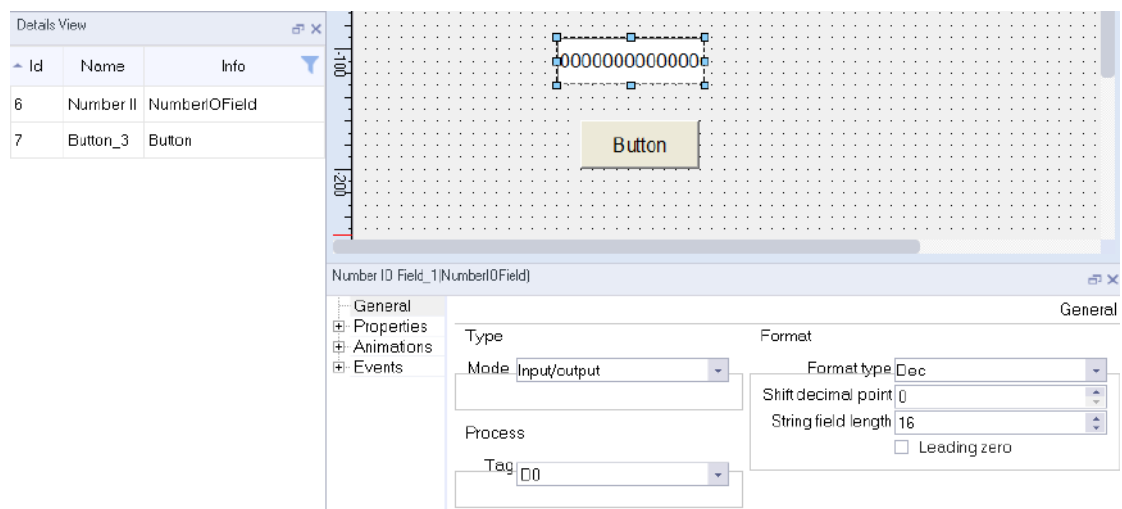 Details View
Id Name Info
6 Number II NumberIOField
7 Button_3 Button
-100
0000000000000
Button
-200
Number IO Field_1(NumberIOField)
General
Properties
Animations
Events
General
Type
Mode Input/output
Process
Tag D0
Format
Format type Dec
Shift decimal point 0
String field length 16
Leading zero